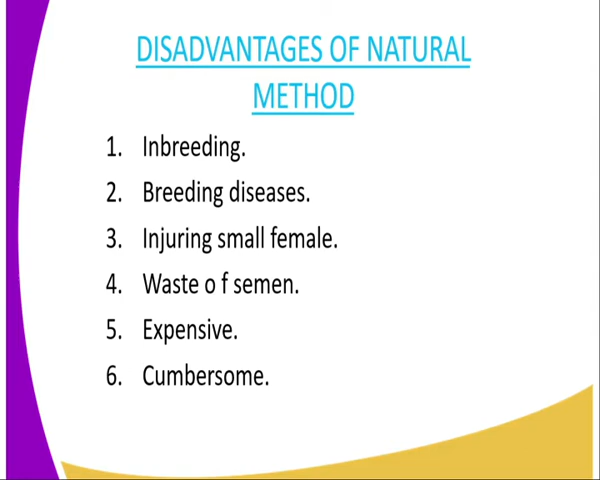 DISADVANTAGES OF NATURAL
METHOD
1. Inbreeding.
2. Breeding diseases.
3. Injuring small female.
4. Waste o f semen.
5. Expensive.
6. Cumbersome.